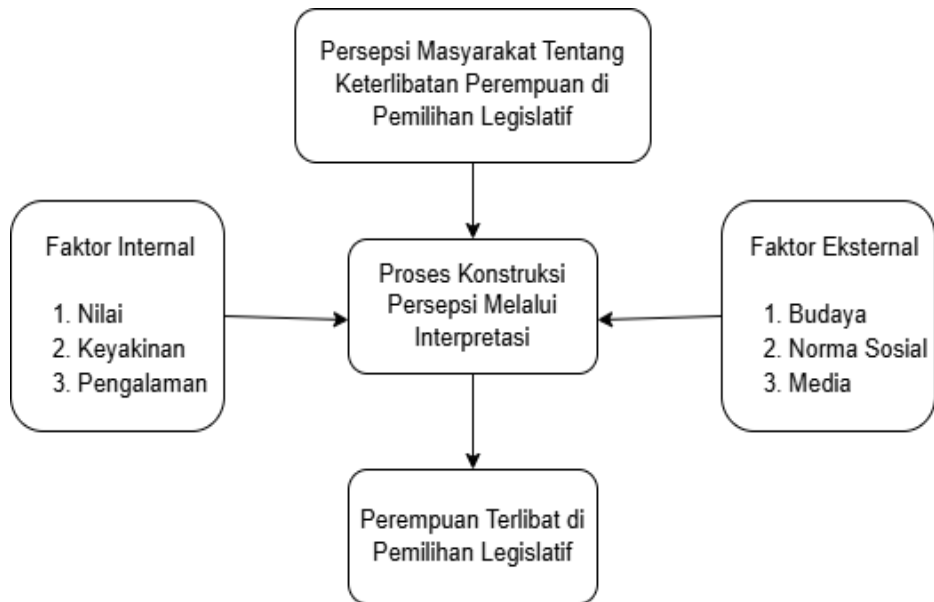 Persepsi Masyarakat Tentang
Keterlibatan Perempuan di
Pemilihan Legislatif
Faktor Internal
1. Nilai
2. Keyakinan
3. Pengalaman
Proses Konstruksi
Persepsi Melalui
Interpretasi
Faktor Eksternal
1. Budaya
2. Norma Sosial
3. Media
Perempuan Terlibat di
Pemilihan Legislatif